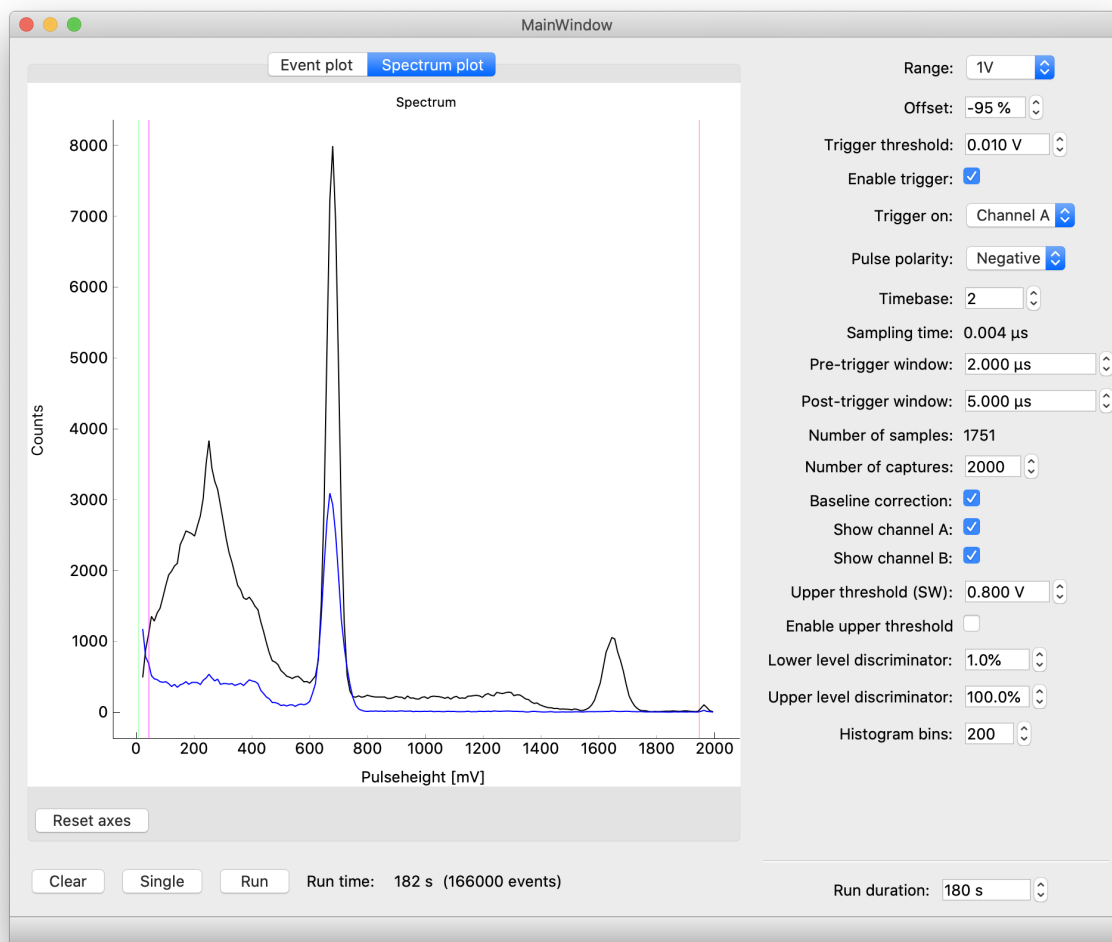 MainWindow
Event plot
Spectrum plot
Spectrum
8000
7000
6000
5000
4000
3000
2000
1000
0
Counts
0 200 400 600 800 1000 1200 1400 1600 1800 2000
Pulseheight [mV]
Reset axes
Clear
Single
Run
Run time: 182 s (166000 events)
Range: 1V
Offset: -95 %
Trigger threshold: 0.010 V
Enable trigger:
Trigger on: Channel A
Pulse polarity: Negative
Timebase: 2
Sampling time: 0.004 μs
Pre-trigger window: 2.000 μs
Post-trigger window: 5.000 μs
Number of samples: 1751
Number of captures: 2000
Baseline correction:
Show channel A:
Show channel B:
Upper threshold (SW): 0.800 V
Enable upper threshold
Lower level discriminator: 1.0%
Upper level discriminator: 100.0%
Histogram bins: 200
Run duration: 180 s